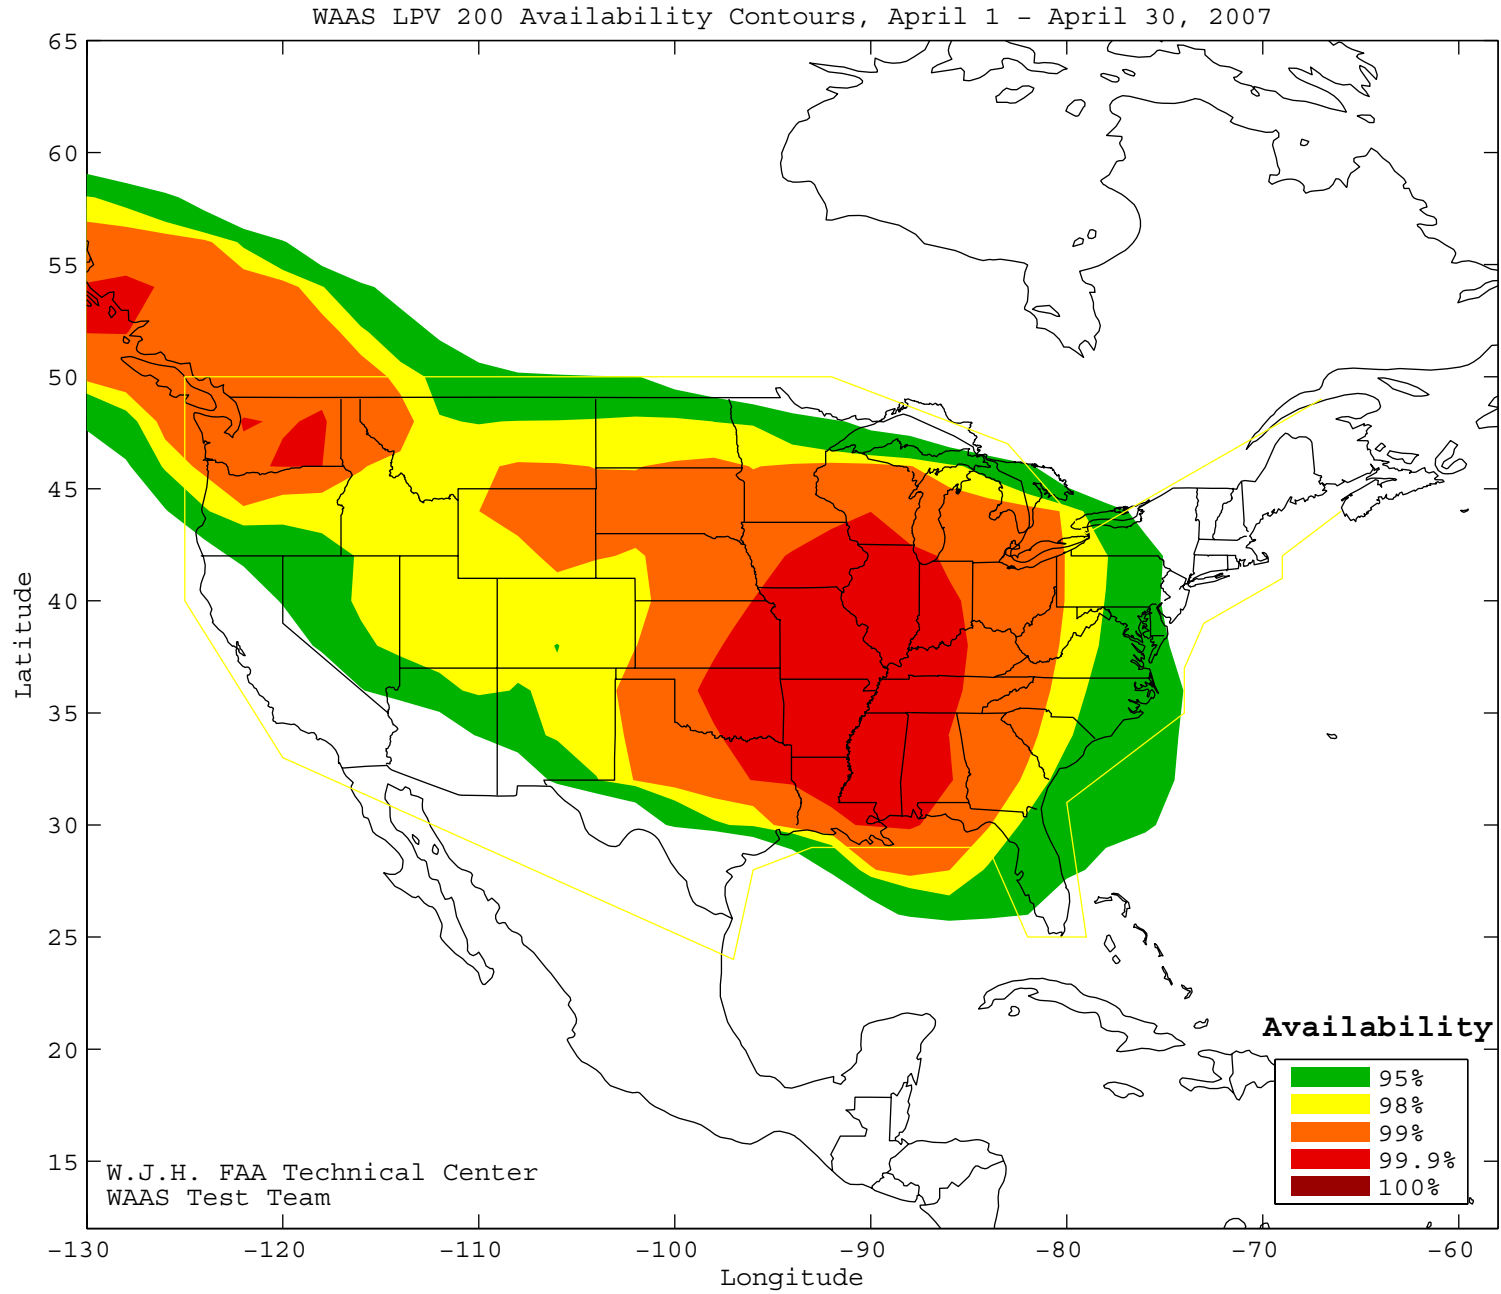 WAAS LPV 200 Availability Contours, April 1 - April 30, 2007
65
60
55
50
45
40
35
30
25
20
15
Latitude
Availability
95%
98%
99%
99.9%
100%
W.J.H. FAA Technical Center
WAAS Test Team
-130 -120 -110 -100 -90 -80 -70 -60
Longitude